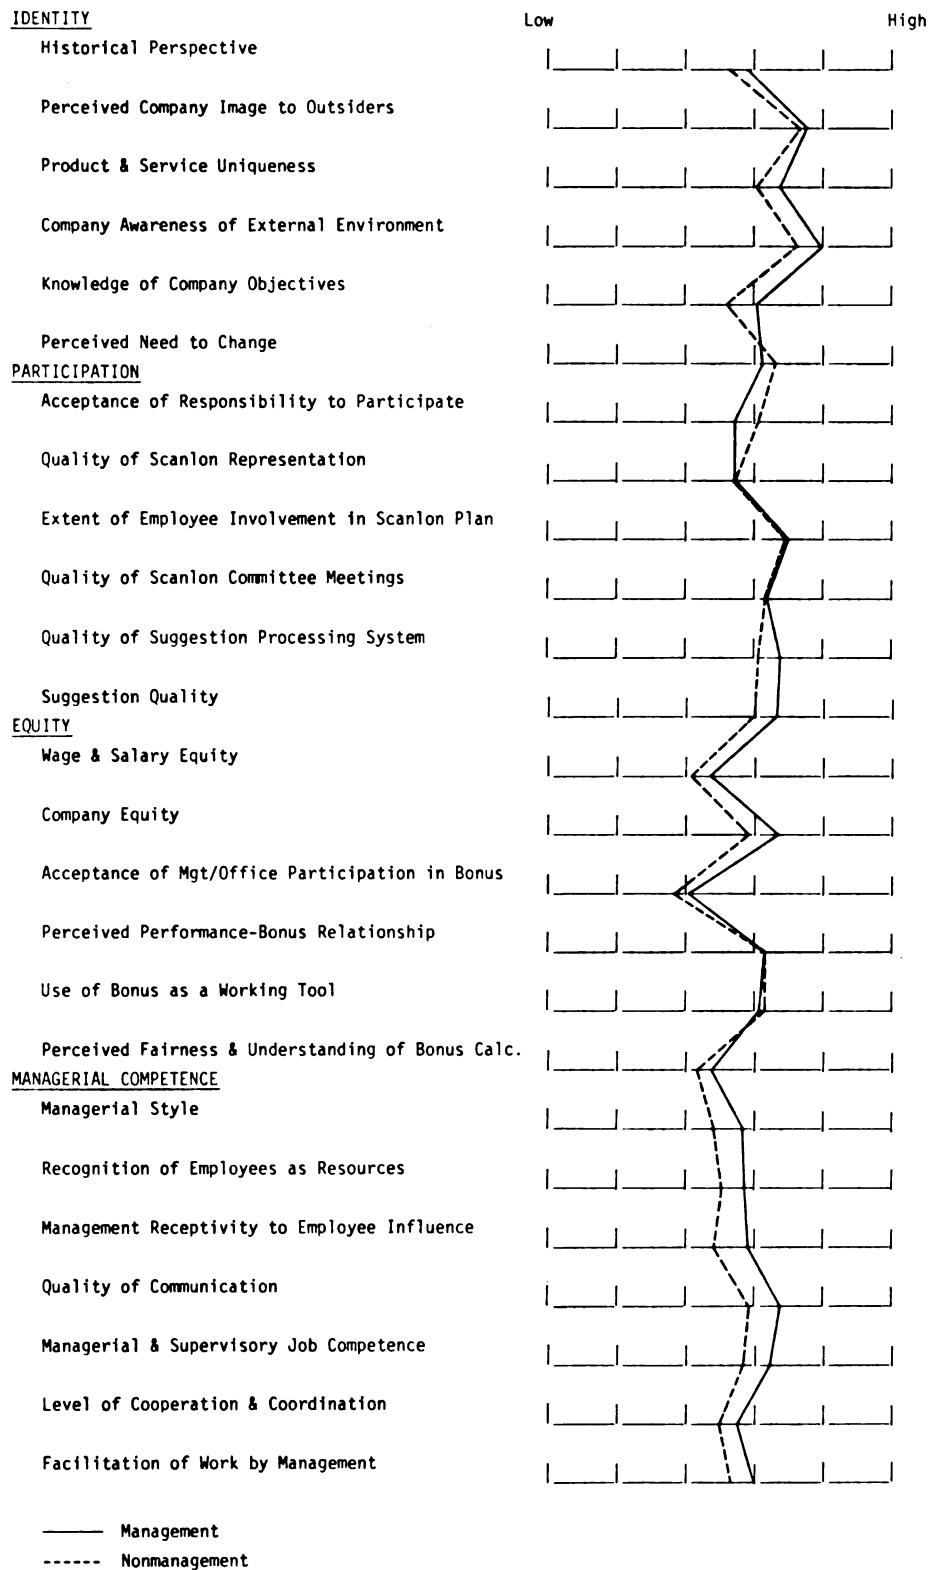 IDENTITY Low High
Historical Perspective
Perceived Company Image to Outsiders
Product & Service Uniqueness
Company Awareness of External Environment
Knowledge of Company Objectives
Perceived Need to Change
PARTICIPATION
Acceptance of Responsibility to Participate
Quality of Scanlon Representation
Extent of Employee Involvement in Scanlon Plan
Quality of Scanlon Committee Meetings
Quality of Suggestion Processing System
Suggestion Quality
EQUITY
Wage & Salary Equity
Company Equity
Acceptance of Mgt/Office Participation in Bonus
Perceived Performance-Bonus Relationship
Use of Bonus as a Working Tool
Perceived Fairness & Understanding of Bonus Calc.
MANAGERIAL COMPETENCE
Managerial Style
Recognition of Employees as Resources
Management Receptivity to Employee Influence
Quality of Communication
Managerial & Supervisory Job Competence
Level of Cooperation & Coordination
Facilitation of Work by Management
Management
Nonmanagement